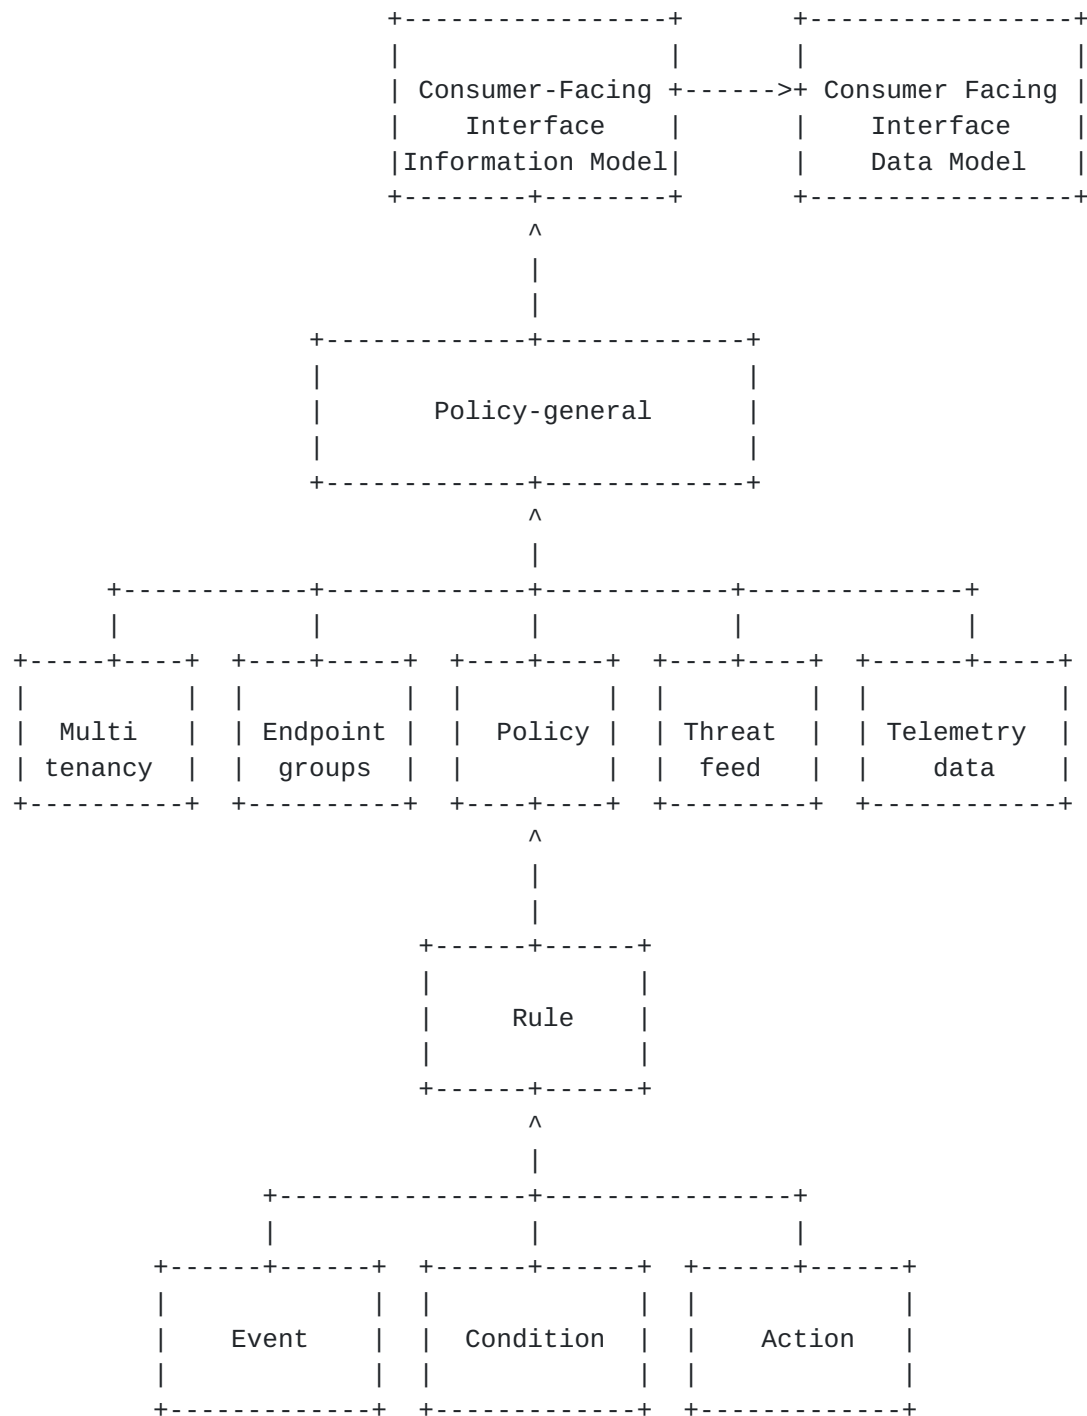 Consumer-Facing Consumer Facing
Interface Interface
Information Model Data Model
Policy-general
Multi Endpoint Policy Threat Telemetry
tenancy groups feed data
Rule
Event Condition Action